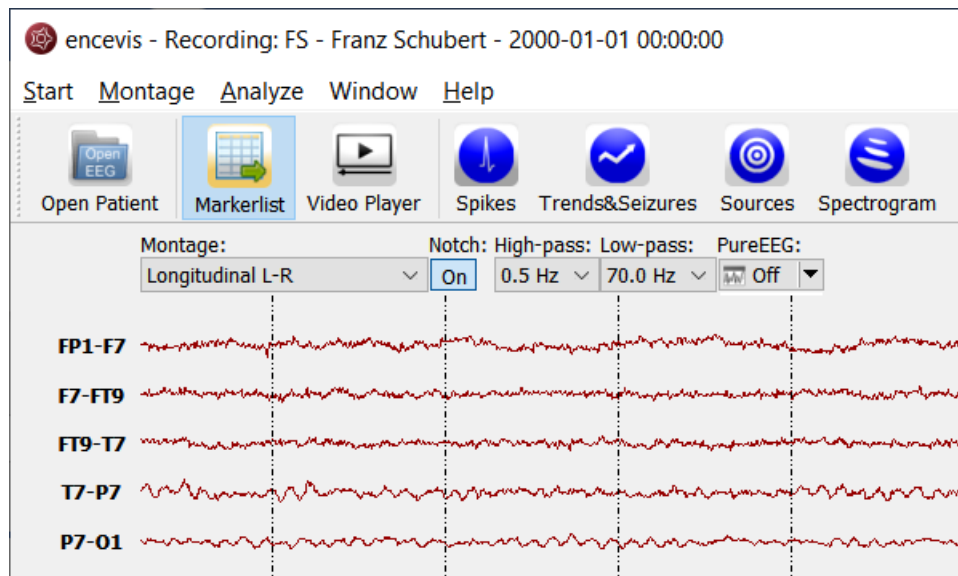 encevis - Recording: FS - Franz Schubert - 2000-01-01 00:00:00
Start Montage Analyze Window Help
Open EEG
Open Patient Markerlist Video Player Spikes Trends&Seizures Sources Spectrogram
Montage: Notch: High-pass: Low-pass: PureEEG:
Longitudinal L-R On 0.5 Hz 70.0 Hz Off
FP1-F7
F7-FT9
FT9-T7
T7-P7
P7-O1